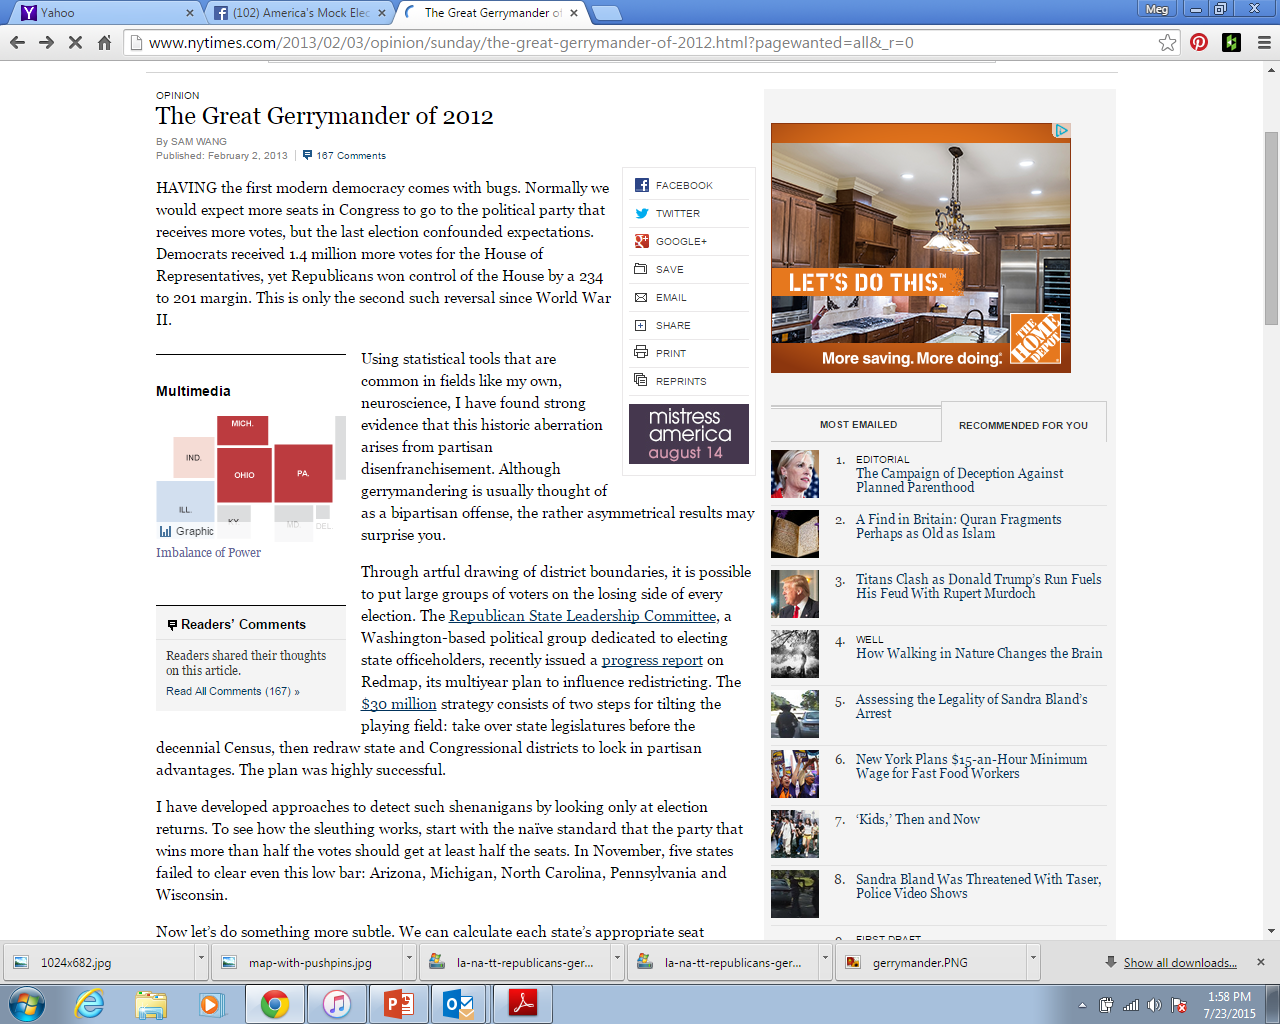 Yahoo
(102) America's Mock Elec
The Great Gerrymander of
Meg
www.nytimes.com/2013/02/03/opinion/sunday/the-great-gerrymander-of-2012.html?pagewanted=all&_r=0
OPINION
The Great Gerrymander of 2012
By SAM WANG
Published: February 2, 2013
167 Comments
HAVING the first modern democracy comes with bugs. Normally we
would expect more seats in Congress to go to the political party that
receives more votes, but the last election confounded expectations.
Democrats received 1.4 million more votes for the House of
Representatives, yet Republicans won control of the House by a 234
to 201 margin. This is only the second such reversal since World War
II.
FACEBOOK
TWITTER
GOOGLE+
SAVE
EMAIL
SHARE
PRINT
REPRINTS
mistress
america
august 14
Multimedia
MICH.
IND.
OHIO
PA.
ILL.
KY.
MD.
DEL.
Graphic
Imbalance of Power
Using statistical tools that are
common in fields like my own,
neuroscience, I have found strong
evidence that this historic aberration
arises from partisan
disenfranchisement. Although
gerrymandering is usually thought of
as a bipartisan offense, the rather asymmetrical results may
surprise you.
Readers' Comments
Readers shared their thoughts
on this article.
Read All Comments (167) »
Through artful drawing of district boundaries, it is possible
to put large groups of voters on the losing side of every
election. The Republican State Leadership Committee, a
Washington-based political group dedicated to electing
state officeholders, recently issued a progress report on
Redmap, its multiyear plan to influence redistricting. The
$30 million strategy consists of two steps for tilting the
playing field: take over state legislatures before the
decennial Census, then redraw state and Congressional districts to lock in partisan
advantages. The plan was highly successful.
I have developed approaches to detect such shenanigans by looking only at election
returns. To see how the sleuthing works, start with the naïve standard that the party that
wins more than half the votes should get at least half the seats. In November, five states
failed to clear even this low bar: Arizona, Michigan, North Carolina, Pennsylvania and
Wisconsin.
Now let's do something more subtle. We can calculate each state's appropriate seat
LET'S DO THIS.™
THE HOME DEPOT
More saving. More doing.®
MOST EMAILED
RECOMMENDED FOR YOU
1. EDITORIAL
The Campaign of Deception Against
Planned Parenthood
2. A Find in Britain: Quran Fragments
Perhaps as Old as Islam
3. Titans Clash as Donald Trump's Run Fuels
His Feud With Rupert Murdoch
4. WELL
How Walking in Nature Changes the Brain
5. Assessing the Legality of Sandra Bland's
Arrest
6. New York Plans $15-an-Hour Minimum
Wage for Fast Food Workers
7. 'Kids,' Then and Now
8. Sandra Bland Was Threatened With Taser,
Police Video Shows
9. FIRST DRAFT
1024x682.jpg
map-with-pushpins.jpg
la-na-tt-republicans-ger...
la-na-tt-republicans-ger...
gerrymander.PNG
Show all downloads...
1:58 PM
7/23/2015